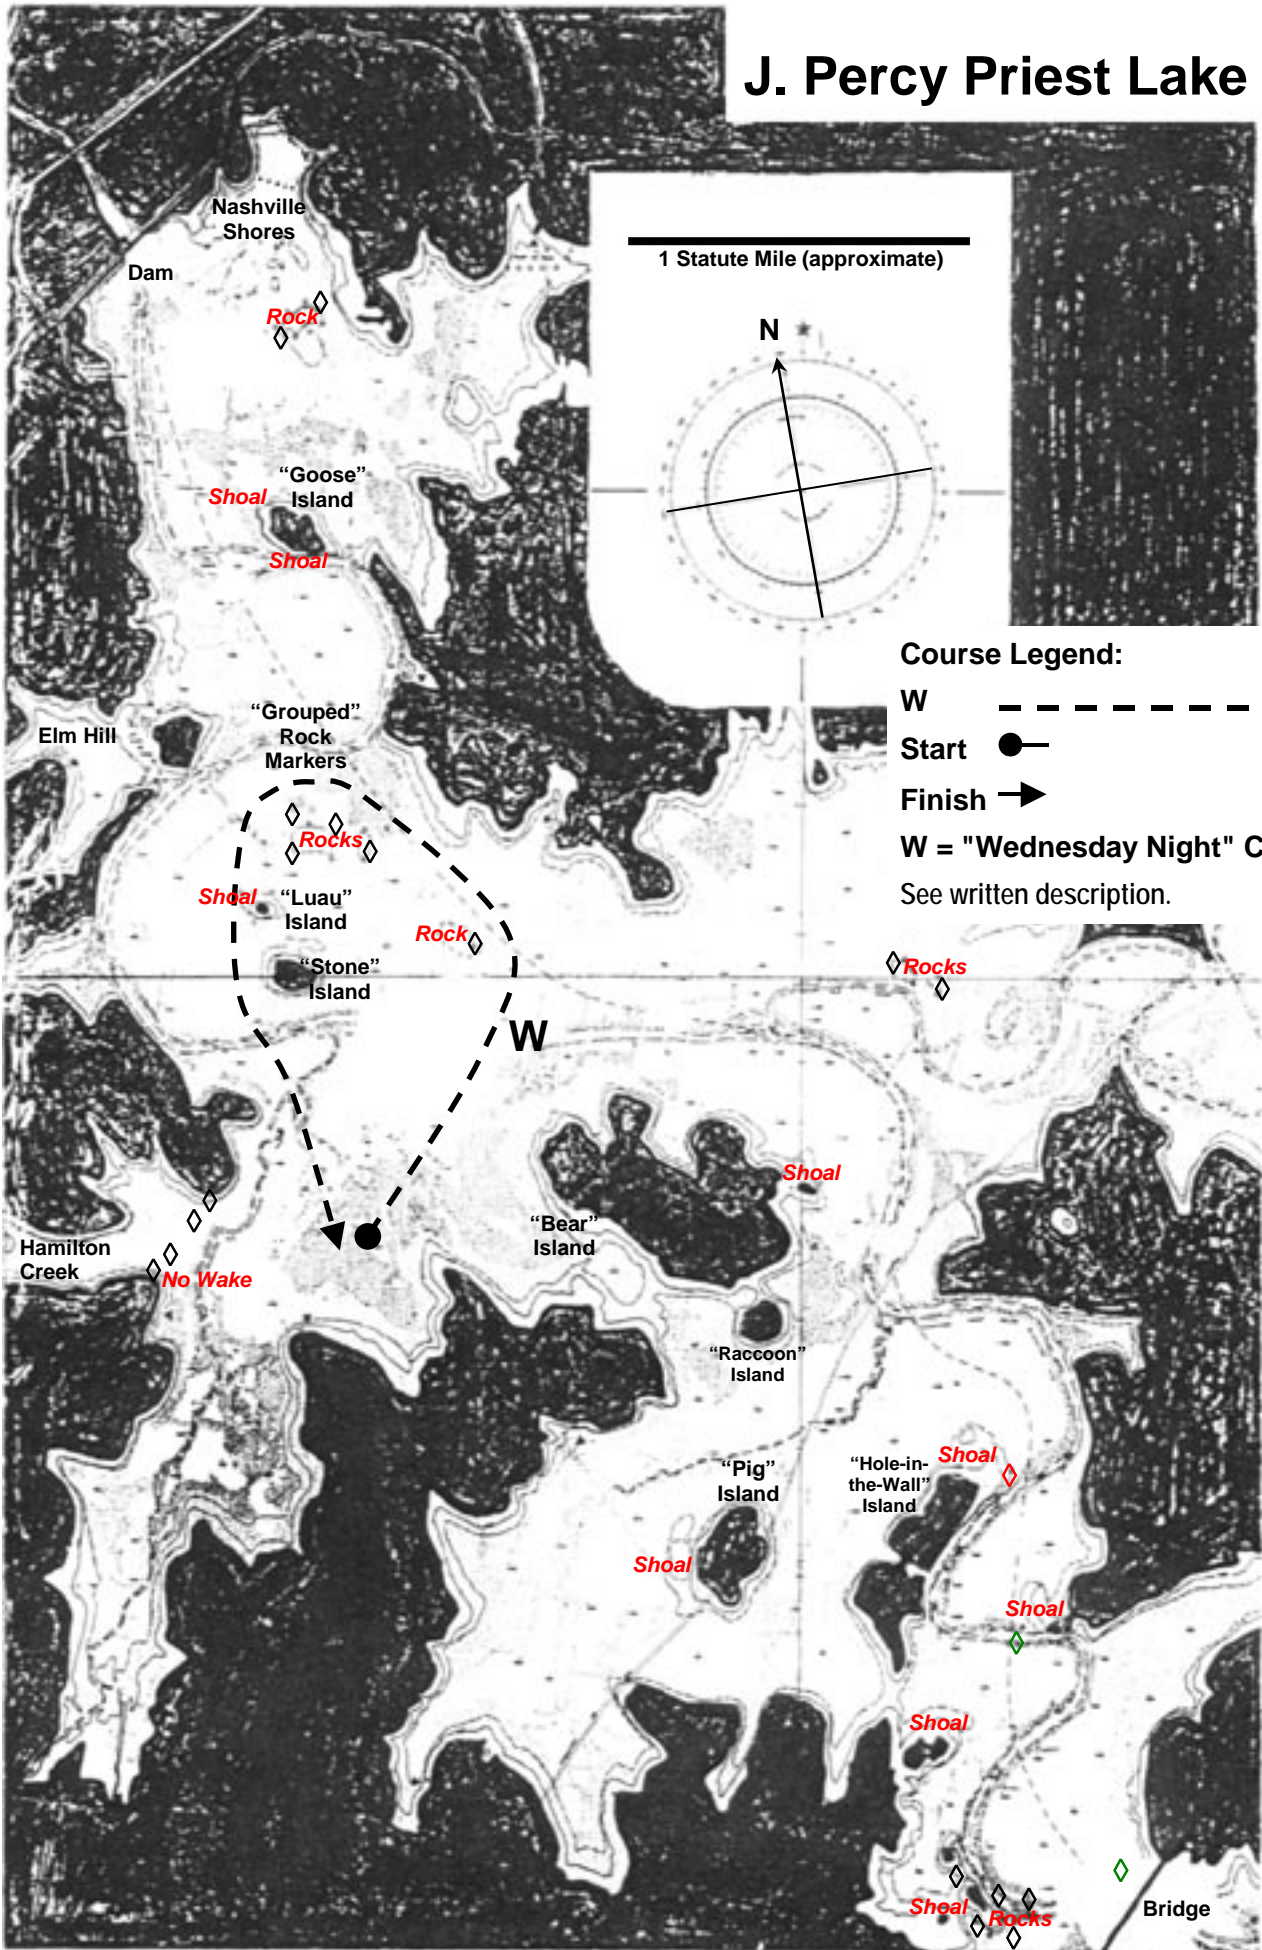 J. Percy Priest Lake
Nashville
Shores
Dam
1 Statute Mile (approximate)
Rock
N
“Goose”
Island
Shoal
Shoal
Course Legend:
W
Start
Finish
W = "Wednesday Night" C
See written description.
“Grouped”
Rock
Markers
Elm Hill
Rocks
Shoal
“Luau”
Island
Rock
“Stone”
Island
Rocks
W
Shoal
“Bear”
Island
Hamilton
Creek
No Wake
“Raccoon”
Island
“Pig”
Island
“Hole-in-
the-Wall”
Island
Shoal
Shoal
Shoal
Shoal
Shoal
Rocks
Bridge